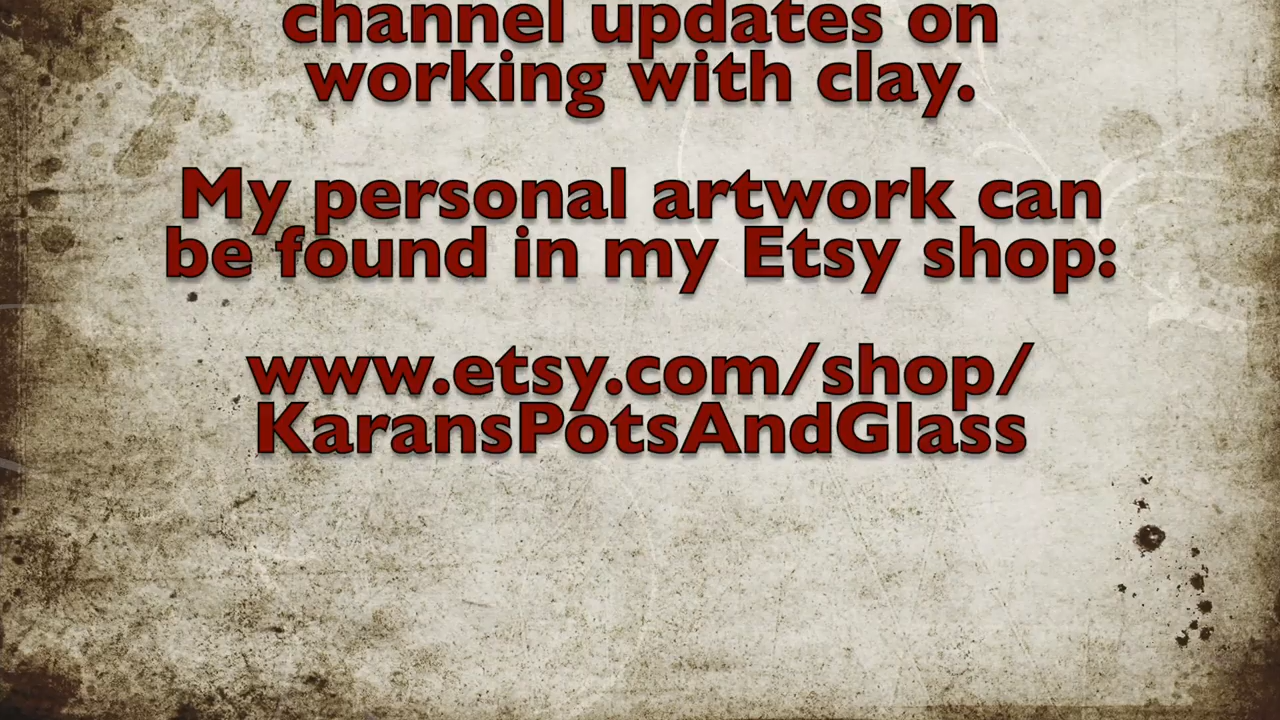 channel updates on
working with clay.
My personal artwork can
be found in my Etsy shop:
www.etsy.com/shop/
KaransPotsAndGlass